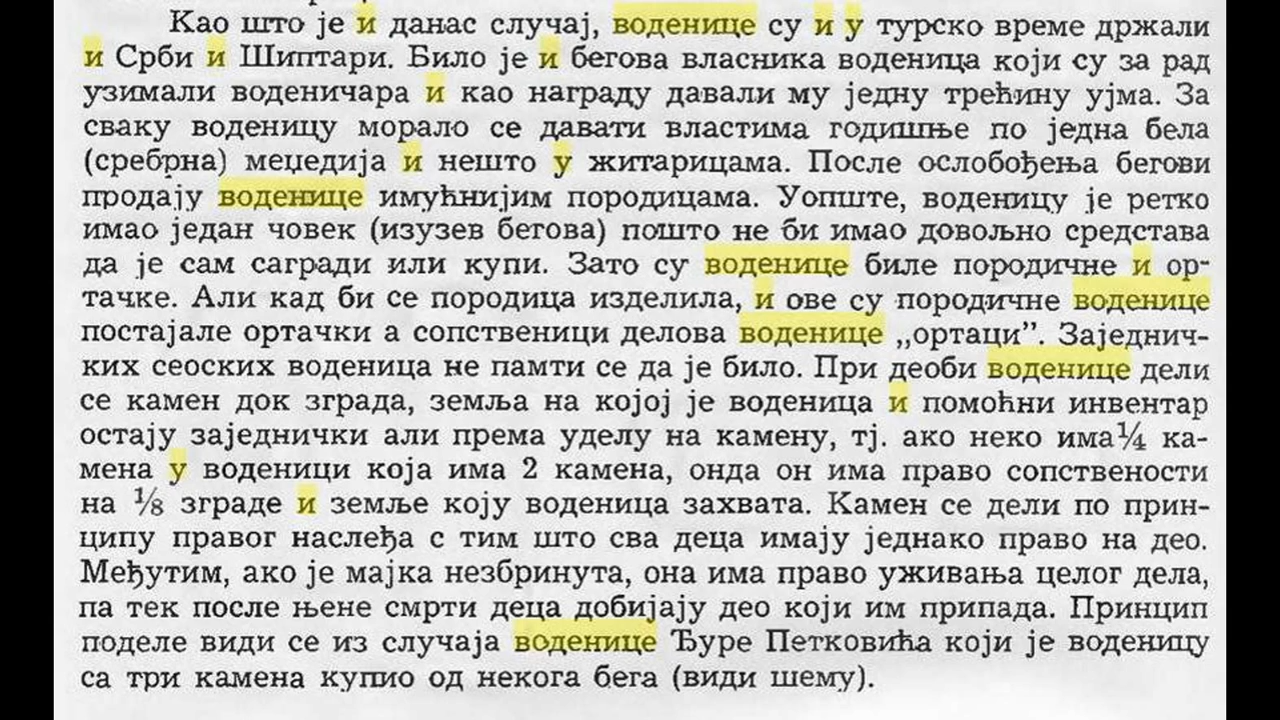 Као што је и данас случај, воденице су и у турско време држали
и Срби и Шиптари. Било је и бегова власника воденица који су за рад
узимали воденичара и као награду давали му једну трећину ујма. За
сваку воденицу морало се давати властима годишње по једна бела
(сребрна) меџедија и нешто у житарицама. После ослобођења бегови
продају воденице имућнијим породицама. Уопште, воденицу је ретко
имао један човек (изузев бегова) пошто не би имао довољно средстава
да је сам сагради или купи. Зато су воденице биле породичне и ор-
тачке. Али кад би се породица изделила, и ове су породичне воденице
постајале ортачки а сопственици делова воденице „ортаци”. Заједнич-
ких сеоских воденица не памти се да је било. При деоби воденице дели
се камен док зграда, земља на којој је воденица и помоћни инвентар
остају заједнички али према уделу на камену, тј. ако неко има ¼ ка-
мена у воденици која има 2 камена, онда он има право сопствености
на ⅛ зграде и земље коју воденица захвата. Камен се дели по прин-
ципу правог наслеђа с тим што сва деца имају једнако право на део.
Међутим, ако је мајка незбринута, она има право уживања целог дела,
па тек после њене смрти деца добијају део који им припада. Принцип
поделе види се из случаја воденице Ђуре Петковића који је воденицу
са три камена купио од некога бега (види шему).